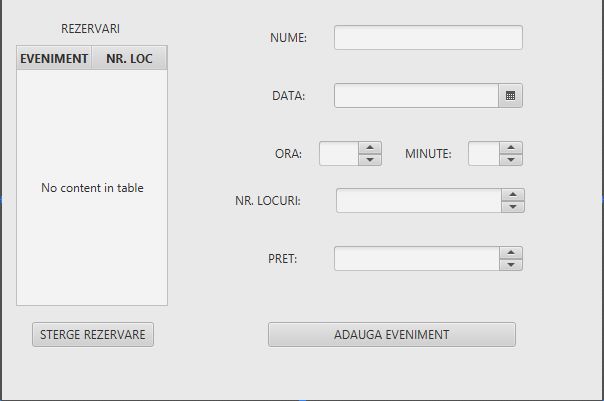 REZERVARI
EVENIMENT NR. LOC
No content in table
STERGE REZERVARE
NUME:
DATA:
ORA: MINUTE:
NR. LOCURI:
PRET:
ADAUGA EVENIMENT